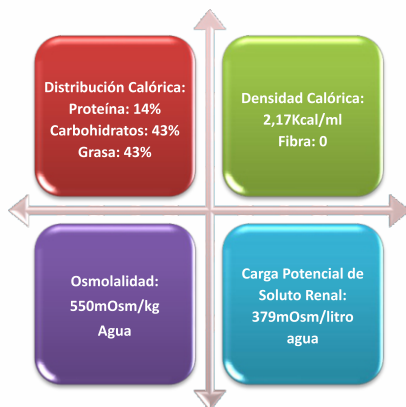 Distribución Calórica:
Proteína: 14%
Carbohidratos: 43%
Grasa: 43%
Densidad Calórica:
2,17Kcal/ml
Fibra: 0
Osmolalidad:
550mOsm/kg
Agua
Carga Potencial de
Soluto Renal:
379mOsm/litro
agua